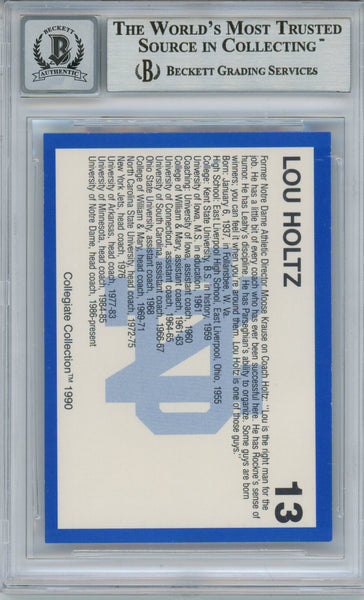 BECKETT
AUTHENTIC
THE WORLD'S MOST TRUSTED
SOURCE IN COLLECTING™
BECKETT GRADING SERVICES
LOU HOLTZ
13
Former Notre Dame Athletic Director Moose Krause on Coach Holtz: "Lou is the right man for the
job. He has a little bit of every coach who has ever been successful here. He has Rockne's sense of
humor. He has Leahy's discipline. He has Parseghian's ability to organize. Some guys are born
winners; you can tell it when you're around them. Lou Holtz is one of those guys."
Born: January 6, 1937, in Follansbee, W. Va.
High School: East Liverpool High School, East Liverpool, Ohio, 1955
College: Kent State University, B.S. in history, 1959
University of Iowa, M.A. in education, 1961
Coaching: University of Iowa, assistant coach, 1960
College of William & Mary, assistant coach, 1961-63
University of Connecticut, assistant coach, 1964-65
University of South Carolina, assistant coach, 1966-67
Ohio State University, assistant coach, 1968
College of William & Mary, head coach, 1969-71
North Carolina State University, head coach, 1972-75
New York Jets, head coach, 1976
University of Arkansas, head coach, 1977-83
University of Minnesota, head coach, 1984-85
University of Notre Dame, head coach, 1986-present
Collegiate Collection™ 1990